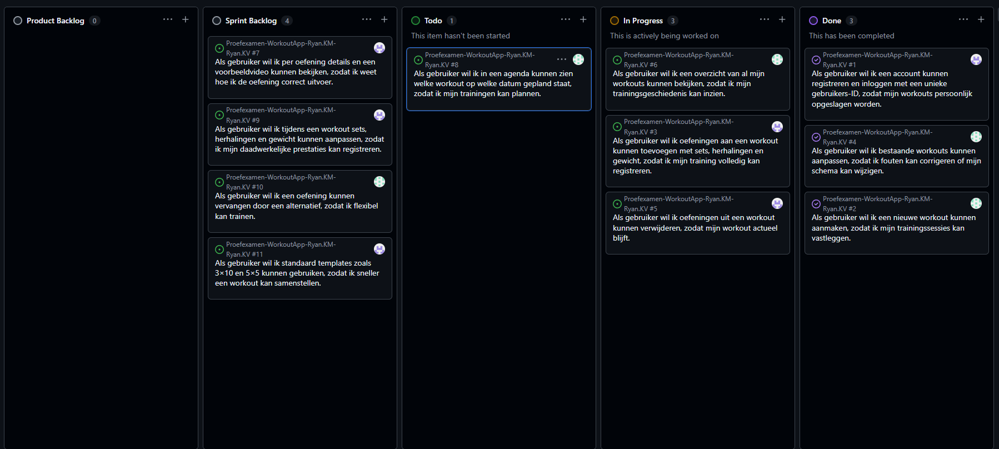 Product Backlog 0
Sprint Backlog 4
Proefexamen-WorkoutApp-Ryan.KM-
Ryan.KV #7
Als gebruiker wil ik per oefening details en een
voorbeeldvideo kunnen bekijken, zodat ik weet
hoe ik de oefening correct uitvoer.
Proefexamen-WorkoutApp-Ryan.KM-
Ryan.KV #9
Als gebruiker wil ik tijdens een workout sets,
herhalingen en gewicht kunnen aanpassen, zodat
ik mijn daadwerkelijke prestaties kan registreren.
Proefexamen-WorkoutApp-Ryan.KM-
Ryan.KV #10
Als gebruiker wil ik een oefening kunnen
vervangen door een alternatief, zodat ik flexibel
kan trainen.
Proefexamen-WorkoutApp-Ryan.KM-
Ryan.KV #11
Als gebruiker wil ik standaard templates zoals
3×10 en 5×5 kunnen gebruiken, zodat ik sneller
een workout kan samenstellen.
Todo 1
This item hasn't been started
Proefexamen-WorkoutApp-Ryan.KM-
Ryan.KV #8
Als gebruiker wil ik in een agenda kunnen zien
welke workout op welke datum gepland staat,
zodat ik mijn trainingen kan plannen.
In Progress 3
This is actively being worked on
Proefexamen-WorkoutApp-Ryan.KM-
Ryan.KV #6
Als gebruiker wil ik een overzicht van al mijn
workouts kunnen bekijken, zodat ik mijn
trainingsgeschiedenis kan inzien.
Proefexamen-WorkoutApp-Ryan.KM-
Ryan.KV #3
Als gebruiker wil ik oefeningen aan een workout
kunnen toevoegen met sets, herhalingen en
gewicht, zodat ik mijn training volledig kan
registreren.
Proefexamen-WorkoutApp-Ryan.KM-
Ryan.KV #5
Als gebruiker wil ik oefeningen uit een workout
kunnen verwijderen, zodat mijn workout actueel
blijft.
Done 3
This has been completed
Proefexamen-WorkoutApp-Ryan.KM-
Ryan.KV #1
Als gebruiker wil ik een account kunnen
registreren en inloggen met een unieke
gebruikers-ID, zodat mijn workouts persoonlijk
opgeslagen worden.
Proefexamen-WorkoutApp-Ryan.KM-
Ryan.KV #4
Als gebruiker wil ik bestaande workouts kunnen
aanpassen, zodat ik fouten kan corrigeren of mijn
schema kan wijzigen.
Proefexamen-WorkoutApp-Ryan.KM-
Ryan.KV #2
Als gebruiker wil ik een nieuwe workout kunnen
aanmaken, zodat ik mijn trainingssessies kan
vastleggen.